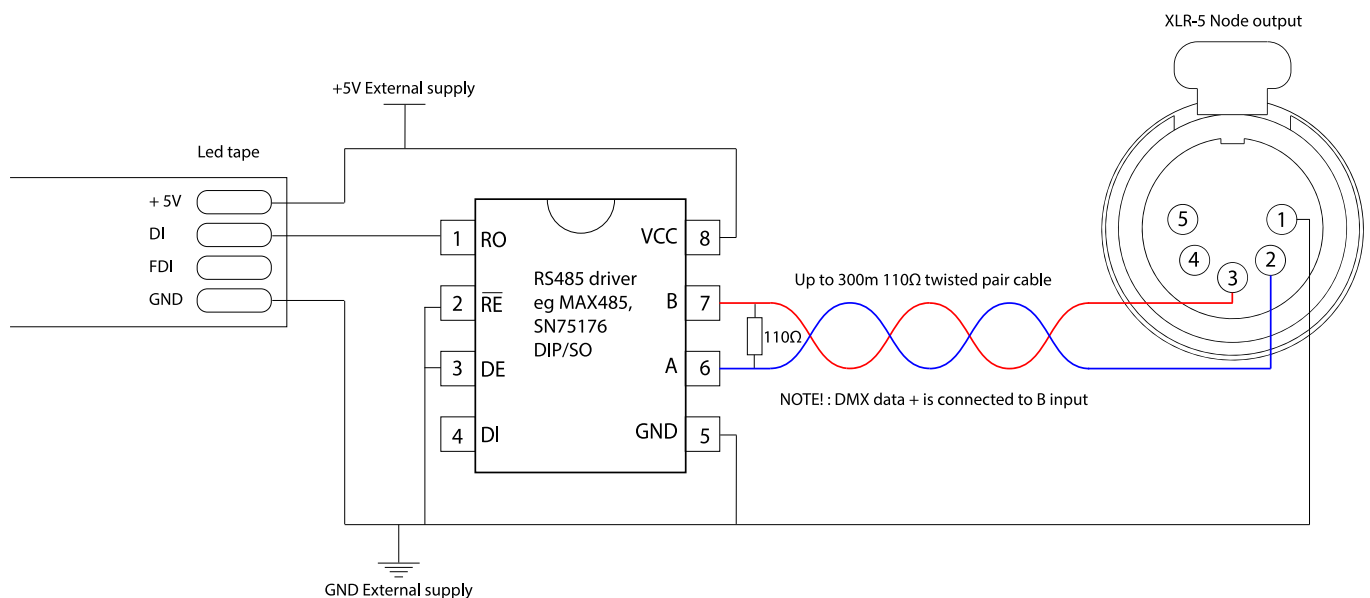 XLR-5 Node output
+5V External supply
Led tape
+ 5V
DI
FDI
GND
1 RO
2 RE
3 DE
4 DI
VCC 8
B 7
A 6
GND 5
RS485 driver
eg MAX485,
SN75176
DIP/SO
Up to 300m 110Ω twisted pair cable
110Ω
NOTE! : DMX data + is connected to B input
5
1
4
2
3
GND External supply